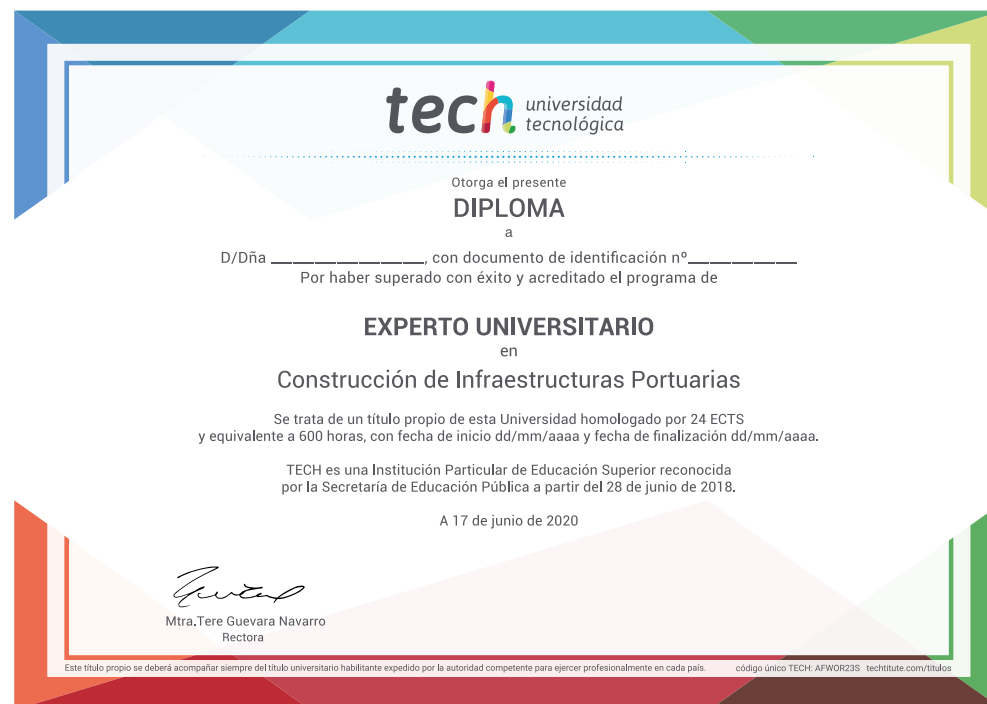 tech universidad
tecnológica
Otorga el presente
DIPLOMA
a
D/Dña ______________, con documento de identificación nº__________
Por haber superado con éxito y acreditado el programa de
EXPERTO UNIVERSITARIO
en
Construcción de Infraestructuras Portuarias
Se trata de un título propio de esta Universidad homologado por 24 ECTS
y equivalente a 600 horas, con fecha de inicio dd/mm/aaaa y fecha de finalización dd/mm/aaaa.
TECH es una Institución Particular de Educación Superior reconocida
por la Secretaría de Educación Pública a partir del 28 de junio de 2018.
A 17 de junio de 2020
Mtra.Tere Guevara Navarro
Rectora
Este título propio se deberá acompañar siempre del título universitario habilitante expedido por la autoridad competente para ejercer profesionalmente en cada país. código único TECH: AFWOR23S techtitute.com/titulos